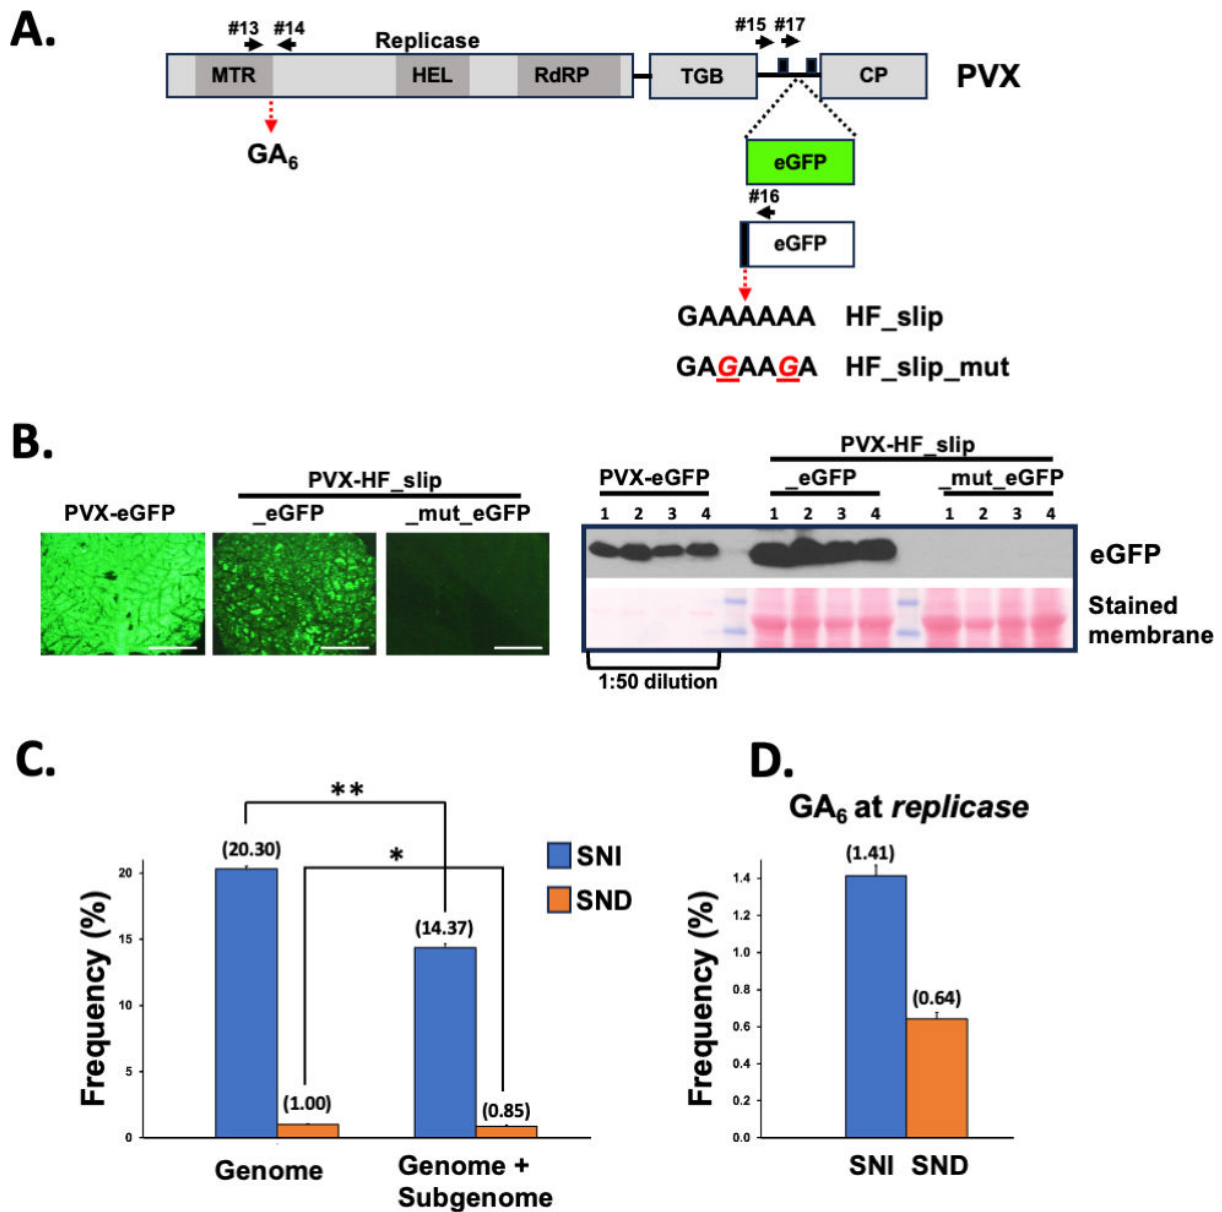 A.
#13 #14
Replicase
#15 #17
MTR HEL RdRP TGB CP PVX
GA6
eGFP
#16
eGFP
GAAAAAA HF_slip
GAGAAGA HF_slip_mut
B.
PVX-HF_slip
PVX-eGFP _eGFP _mut_eGFP
PVX-HF_slip
PVX-eGFP _eGFP _mut_eGFP
1 2 3 4 1 2 3 4 1 2 3 4
eGFP
Stained
membrane
1:50 dilution
C.
**
*
(20.30)
(14.37)
(1.00)
(0.85)
SNI
SND
Frequency (%)
20
15
10
5
0
Genome
Genome +
Subgenome
D.
GA6 at replicase
(1.41)
(0.64)
Frequency (%)
1.4
1.2
1.0
0.8
0.6
0.4
0.2
0.0
SNI SND